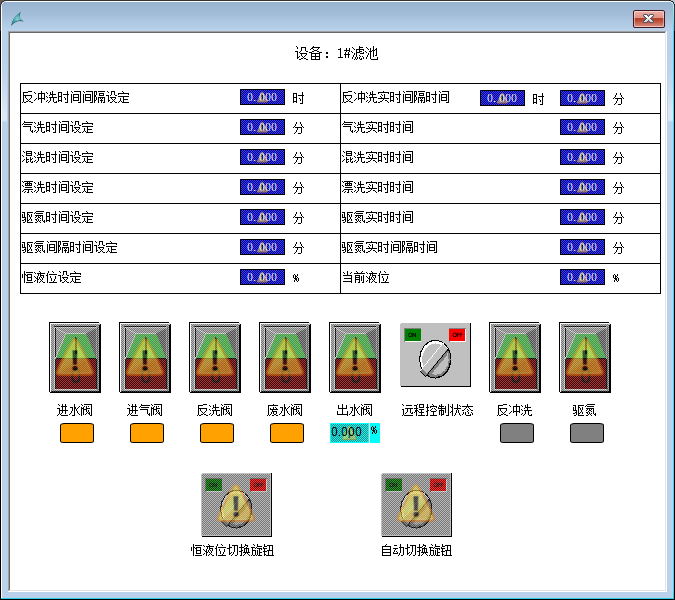 设备：1#滤池
反冲洗时间间隔设定 0.000 时 反冲洗实时间隔时间 0.000 时 0.000 分
气洗时间设定 0.000 分 气洗实时时间 0.000 分
混洗时间设定 0.000 分 混洗实时时间 0.000 分
漂洗时间设定 0.000 分 漂洗实时时间 0.000 分
驱氮时间设定 0.000 分 驱氮实时时间 0.000 分
驱氮间隔时间设定 0.000 分 驱氮实时间隔时间 0.000 分
恒液位设定 0.000 % 当前液位 0.000 %
ON OFF
进水阀 进气阀 反洗阀 废水阀 出水阀 远程控制状态 反冲洗 驱氮
0.000 %
ON OFF ON OFF
恒液位切换旋钮 自动切换旋钮